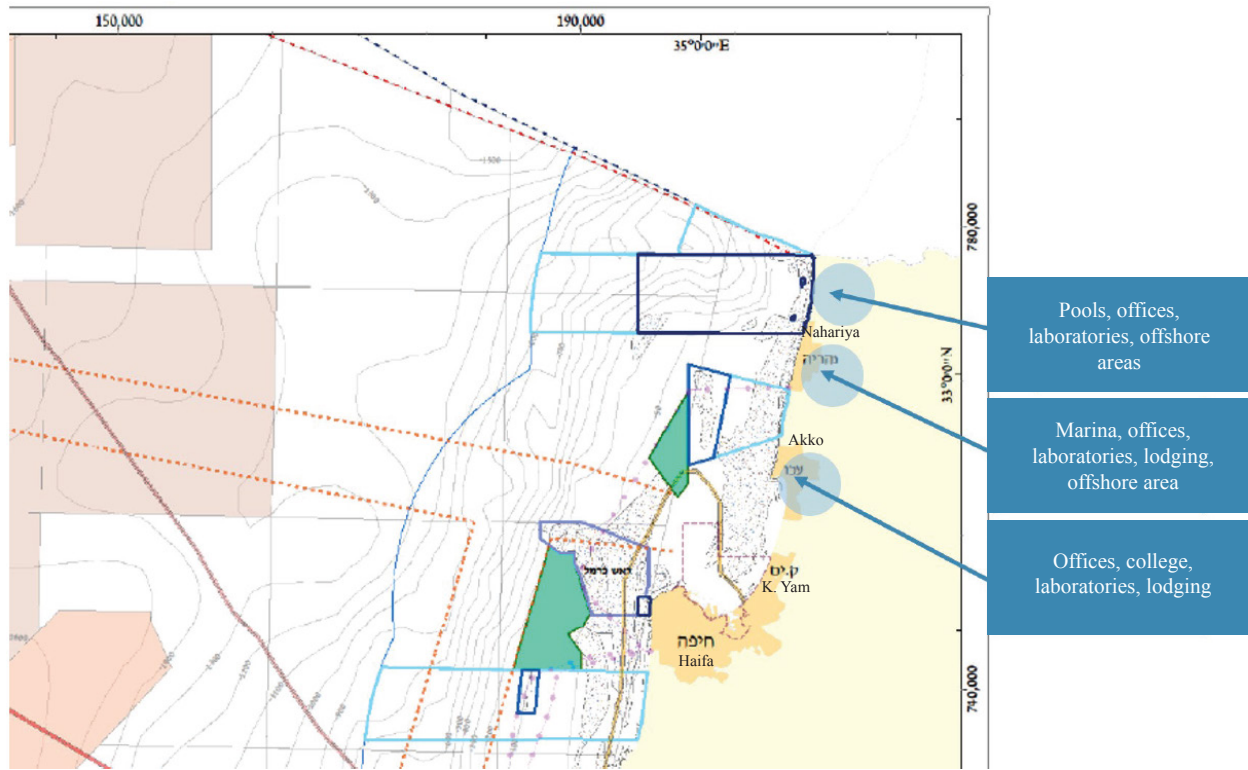 150,000
190,000
35°0'0"E
780,000
33°0'0"N
740,000
Nahariya
נהריה
Akko
עכו
ק.ים
K. Yam
ראש כרמל
חיפה
Haifa
Pools, offices,
laboratories, offshore
areas
Marina, offices,
laboratories, lodging,
offshore area
Offices, college,
laboratories, lodging